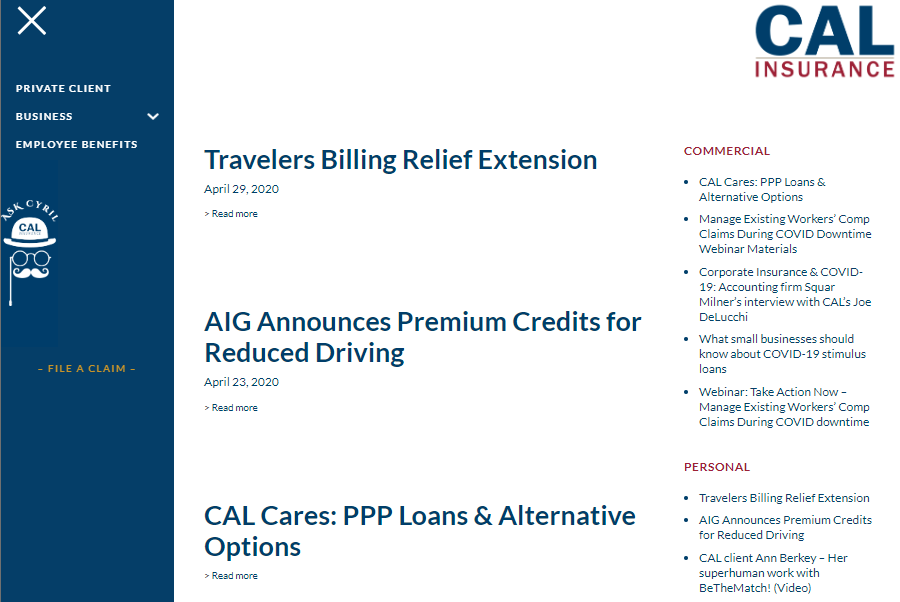 PRIVATE CLIENT
BUSINESS
EMPLOYEE BENEFITS
ASK CYRIL
CAL
INSURANCE
– FILE A CLAIM –
Travelers Billing Relief Extension
April 29, 2020
> Read more
AIG Announces Premium Credits for
Reduced Driving
April 23, 2020
> Read more
CAL Cares: PPP Loans & Alternative
Options
> Read more
CAL
INSURANCE
COMMERCIAL
• CAL Cares: PPP Loans &
Alternative Options
• Manage Existing Workers’ Comp
Claims During COVID Downtime
Webinar Materials
• Corporate Insurance & COVID-
19: Accounting firm Squar
Milner’s interview with CAL’s Joe
DeLucchi
• What small businesses should
know about COVID-19 stimulus
loans
• Webinar: Take Action Now –
Manage Existing Workers’ Comp
Claims During COVID downtime
PERSONAL
• Travelers Billing Relief Extension
• AIG Announces Premium Credits
for Reduced Driving
• CAL client Ann Berkey – Her
superhuman work with
BeTheMatch! (Video)